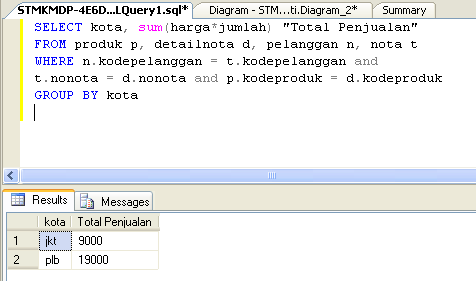 STMKMDP-4E6D...LQuery1.sql* Diagram - STM...ti.Diagram_2* Summary
SELECT kota, sum(harga*jumlah) "Total Penjualan"
FROM produk p, detailnota d, pelanggan n, nota t
WHERE n.kodepelanggan = t.kodepelanggan and
t.nonota = d.nonota and p.kodeproduk = d.kodeproduk
GROUP BY kota
Results Messages
kota Total Penjualan
1 jkt 9000
2 plb 19000